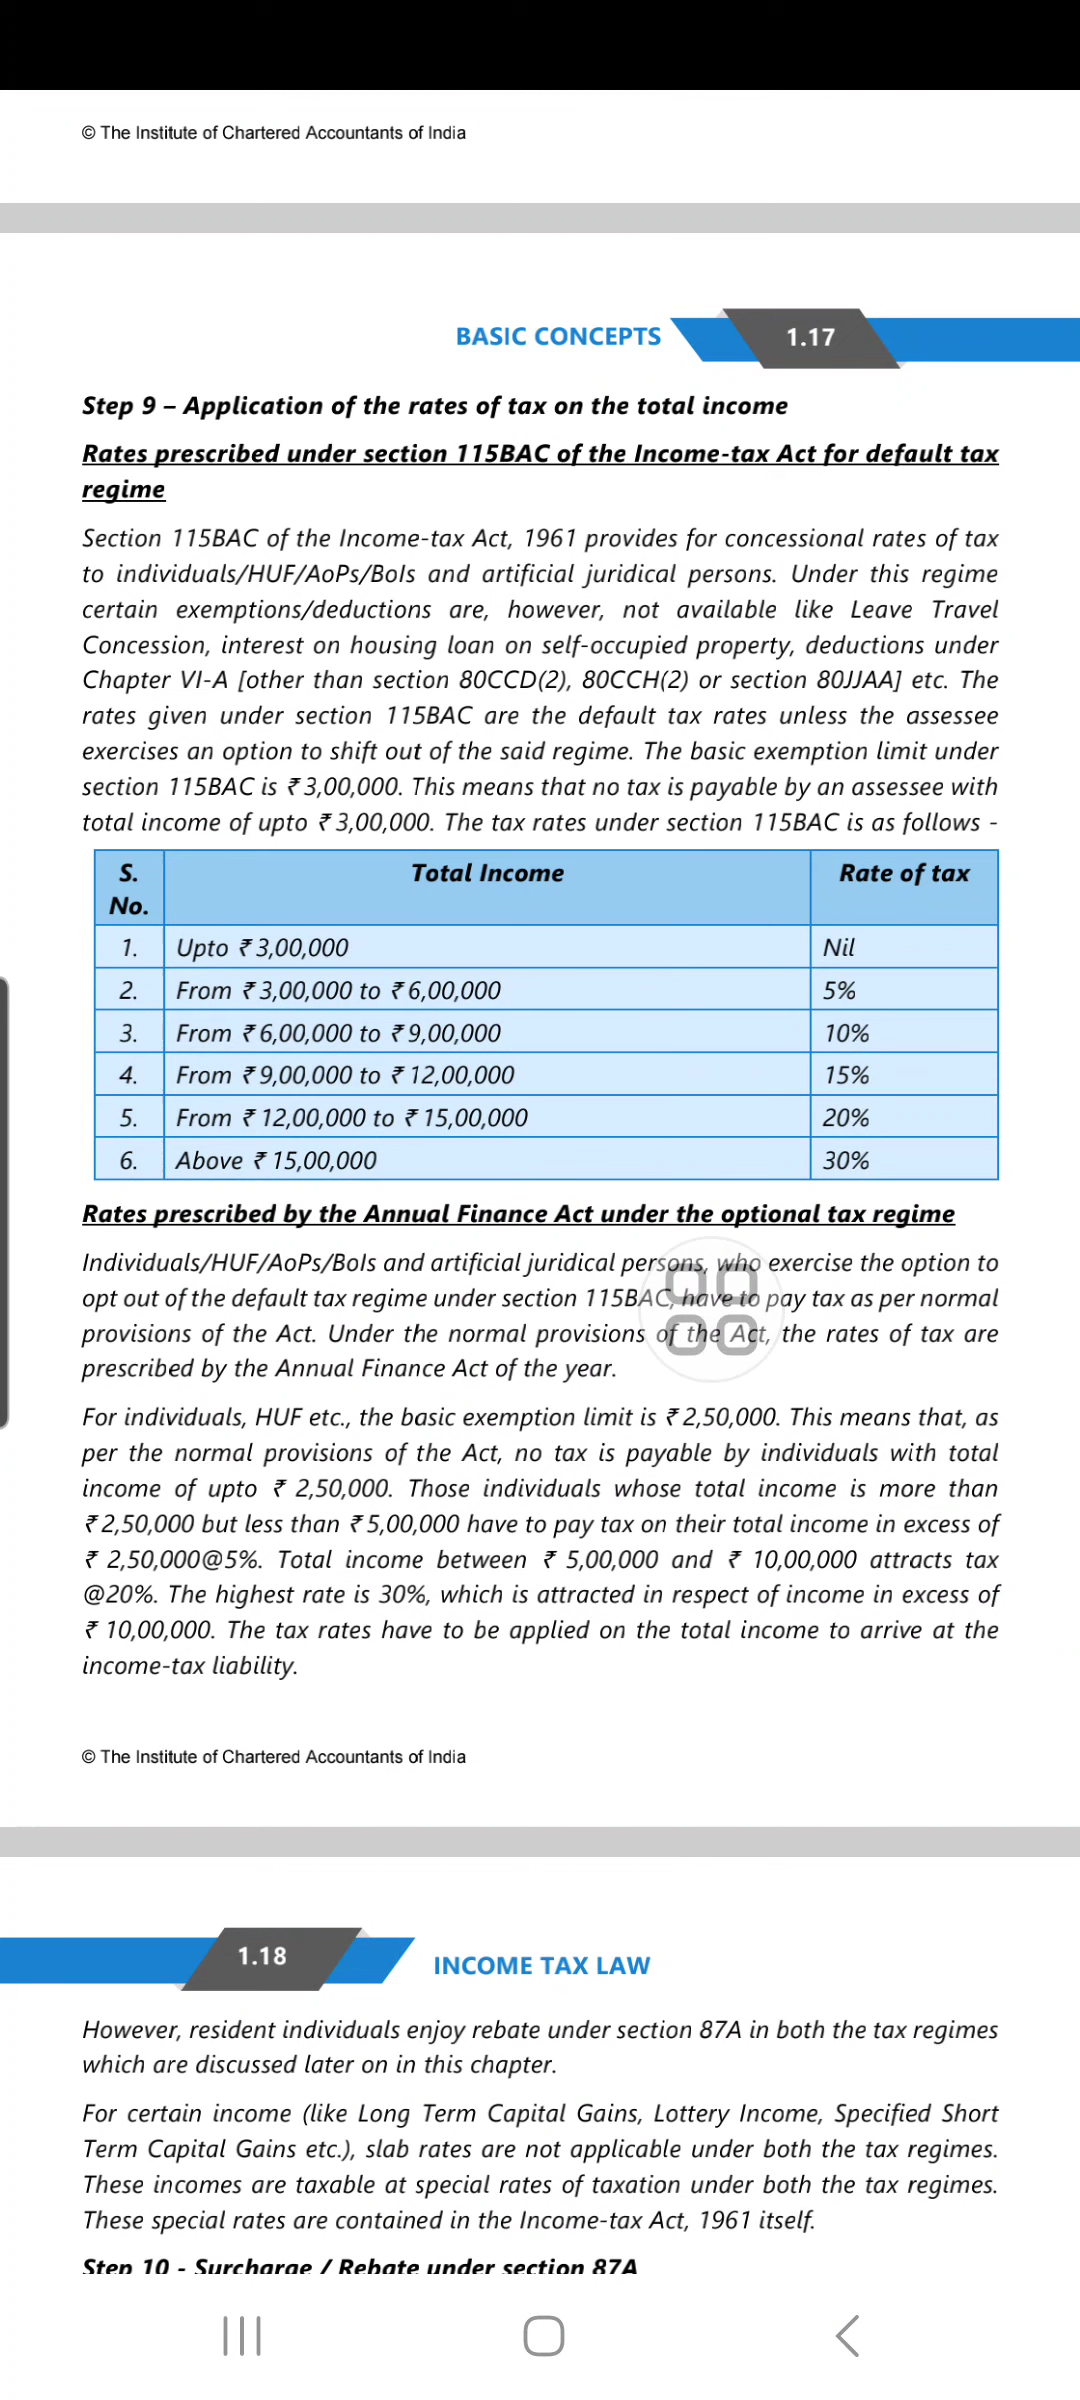 © The Institute of Chartered Accountants of India
BASIC CONCEPTS 1.17
Step 9 – Application of the rates of tax on the total income
Rates prescribed under section 115BAC of the Income-tax Act for default tax
regime
Section 115BAC of the Income-tax Act, 1961 provides for concessional rates of tax
to individuals/HUF/AoPs/BoIs and artificial juridical persons. Under this regime
certain exemptions/deductions are, however, not available like Leave Travel
Concession, interest on housing loan on self-occupied property, deductions under
Chapter VI-A [other than section 80CCD(2), 80CCH(2) or section 80JJAA] etc. The
rates given under section 115BAC are the default tax rates unless the assessee
exercises an option to shift out of the said regime. The basic exemption limit under
section 115BAC is ₹ 3,00,000. This means that no tax is payable by an assessee with
total income of upto ₹ 3,00,000. The tax rates under section 115BAC is as follows -
S. No. Total Income Rate of tax
1. Upto ₹ 3,00,000 Nil
2. From ₹ 3,00,000 to ₹ 6,00,000 5%
3. From ₹ 6,00,000 to ₹ 9,00,000 10%
4. From ₹ 9,00,000 to ₹ 12,00,000 15%
5. From ₹ 12,00,000 to ₹ 15,00,000 20%
6. Above ₹ 15,00,000 30%
Rates prescribed by the Annual Finance Act under the optional tax regime
Individuals/HUF/AoPs/BoIs and artificial juridical persons, who exercise the option to
opt out of the default tax regime under section 115BAC, have to pay tax as per normal
provisions of the Act. Under the normal provisions of the Act, the rates of tax are
prescribed by the Annual Finance Act of the year.
For individuals, HUF etc., the basic exemption limit is ₹ 2,50,000. This means that, as
per the normal provisions of the Act, no tax is payable by individuals with total
income of upto ₹ 2,50,000. Those individuals whose total income is more than
₹ 2,50,000 but less than ₹ 5,00,000 have to pay tax on their total income in excess of
₹ 2,50,000@5%. Total income between ₹ 5,00,000 and ₹ 10,00,000 attracts tax
@20%. The highest rate is 30%, which is attracted in respect of income in excess of
₹ 10,00,000. The tax rates have to be applied on the total income to arrive at the
income-tax liability.
© The Institute of Chartered Accountants of India
1.18 INCOME TAX LAW
However, resident individuals enjoy rebate under section 87A in both the tax regimes
which are discussed later on in this chapter.
For certain income (like Long Term Capital Gains, Lottery Income, Specified Short
Term Capital Gains etc.), slab rates are not applicable under both the tax regimes.
These incomes are taxable at special rates of taxation under both the tax regimes.
These special rates are contained in the Income-tax Act, 1961 itself.
Step 10 - Surcharge / Rebate under section 87A